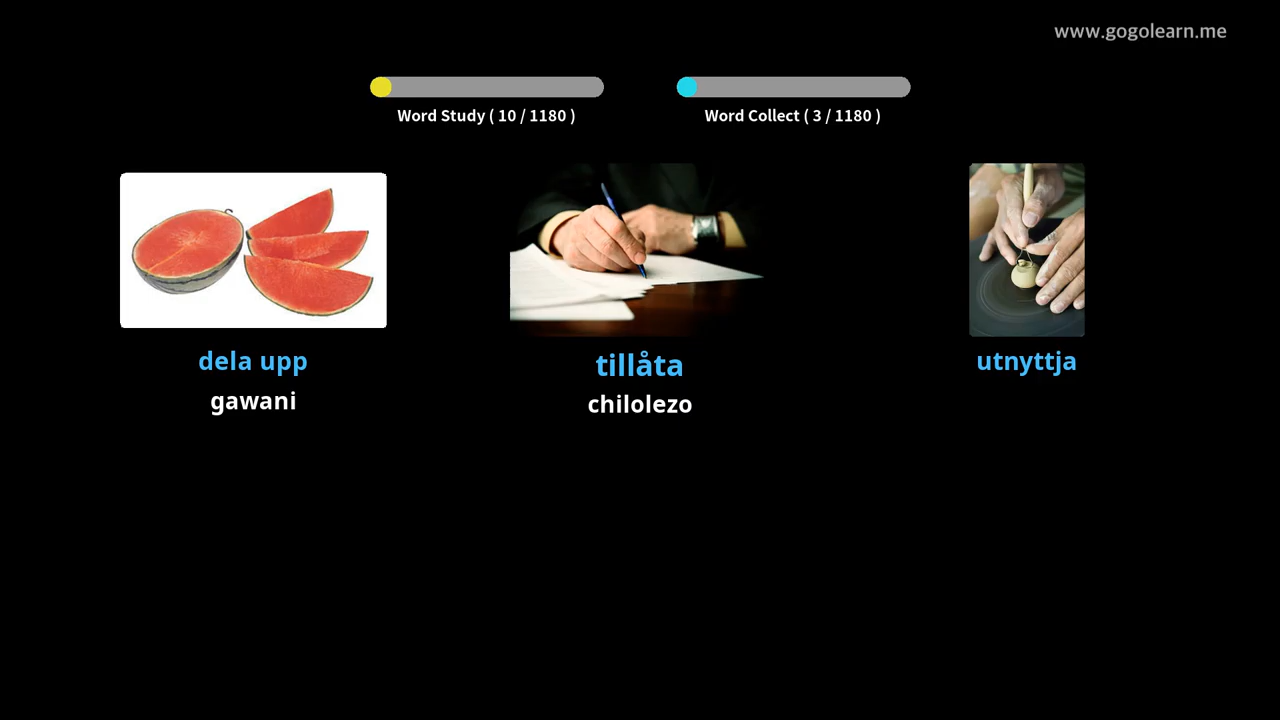 www.gogolearn.me
Word Study ( 10 / 1180 )
Word Collect ( 3 / 1180 )
dela upp
gawani
tillåta
chilolezo
utnyttja